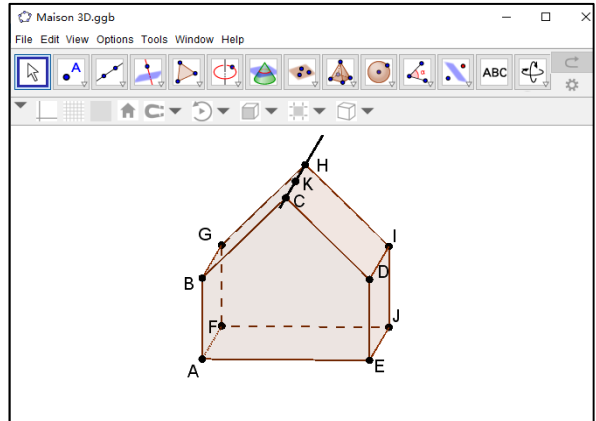 Maison 3D.ggb
File Edit View Options Tools Window Help
A ABC
H
K
C
G
I
B D
F J
A E